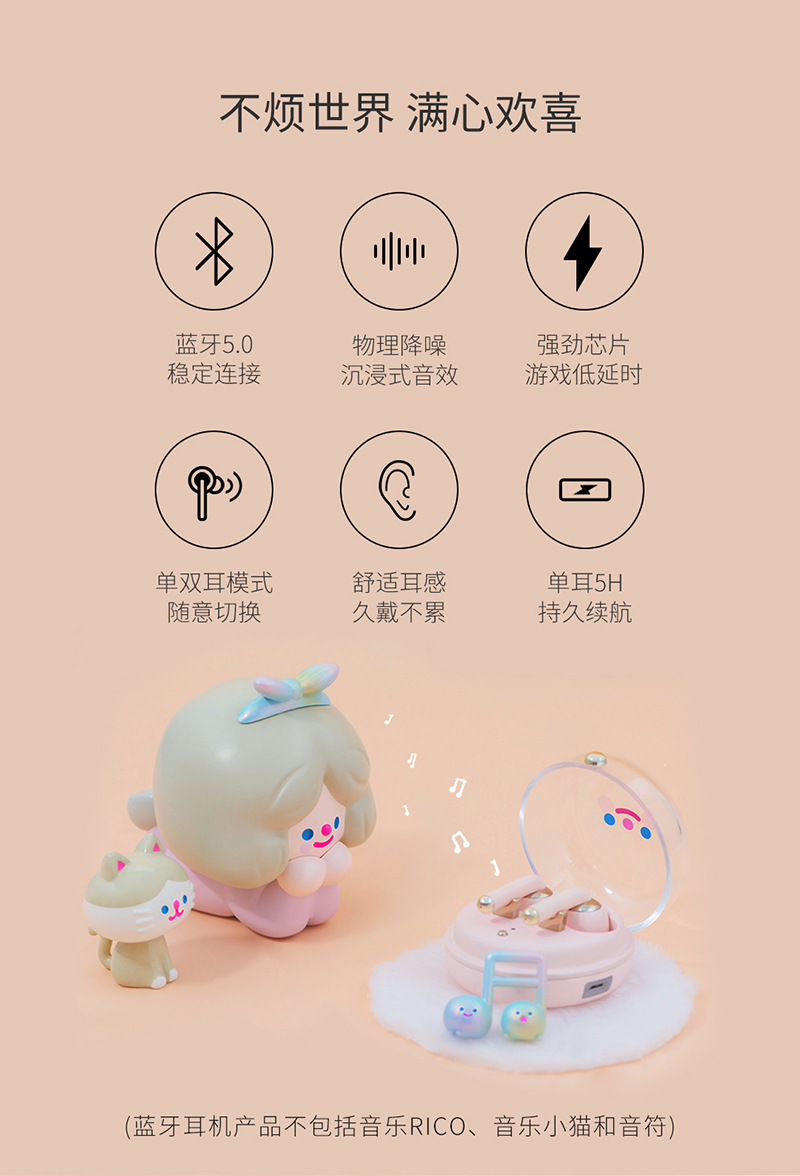 不烦世界 满心欢喜
蓝牙5.0
稳定连接
物理降噪
沉浸式音效
强劲芯片
游戏低延时
单双耳模式
随意切换
舒适耳感
久戴不累
单耳5H
持久续航
(蓝牙耳机产品不包括音乐RICO、音乐小猫和音符)